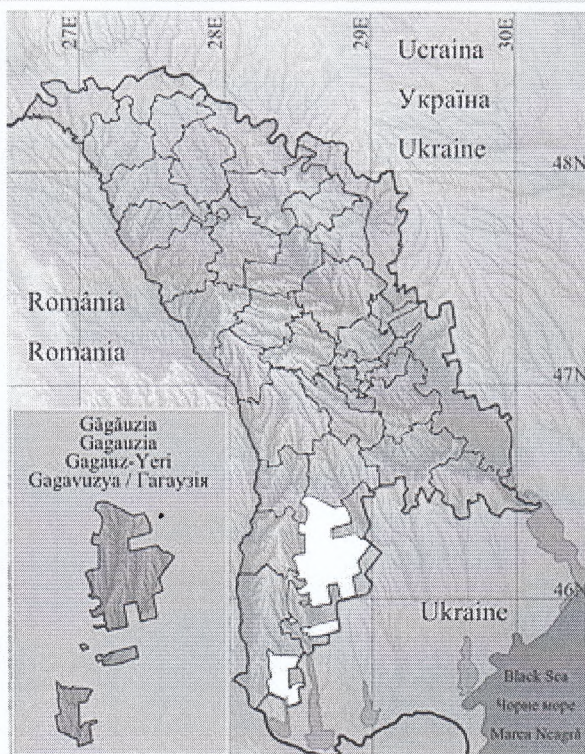 27E
28E
29E
30E
Ucraina
Україна
Ukraine
48N
România
Romania
47N
Găgăuzia
Gagauzia
Gagauz-Yeri
Gagavuzya / Гагаузія
46N
Ukraine
Black Sea
Чорне море
Marea Neagră